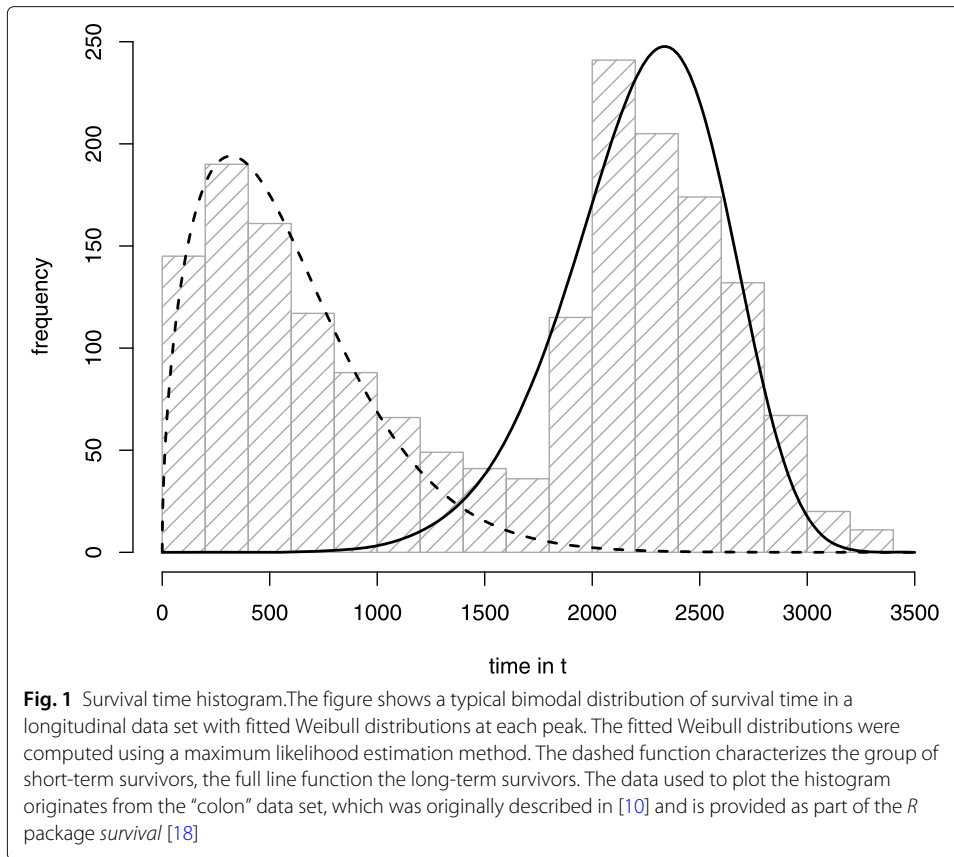 250
200
150
100
50
0
frequency
0 500 1000 1500 2000 2500 3000 3500
time in t
Fig. 1 Survival time histogram.The figure shows a typical bimodal distribution of survival time in a
longitudinal data set with fitted Weibull distributions at each peak. The fitted Weibull distributions were
computed using a maximum likelihood estimation method. The dashed function characterizes the group of
short-term survivors, the full line function the long-term survivors. The data used to plot the histogram
originates from the “colon” data set, which was originally described in [10] and is provided as part of the R
package survival [18]